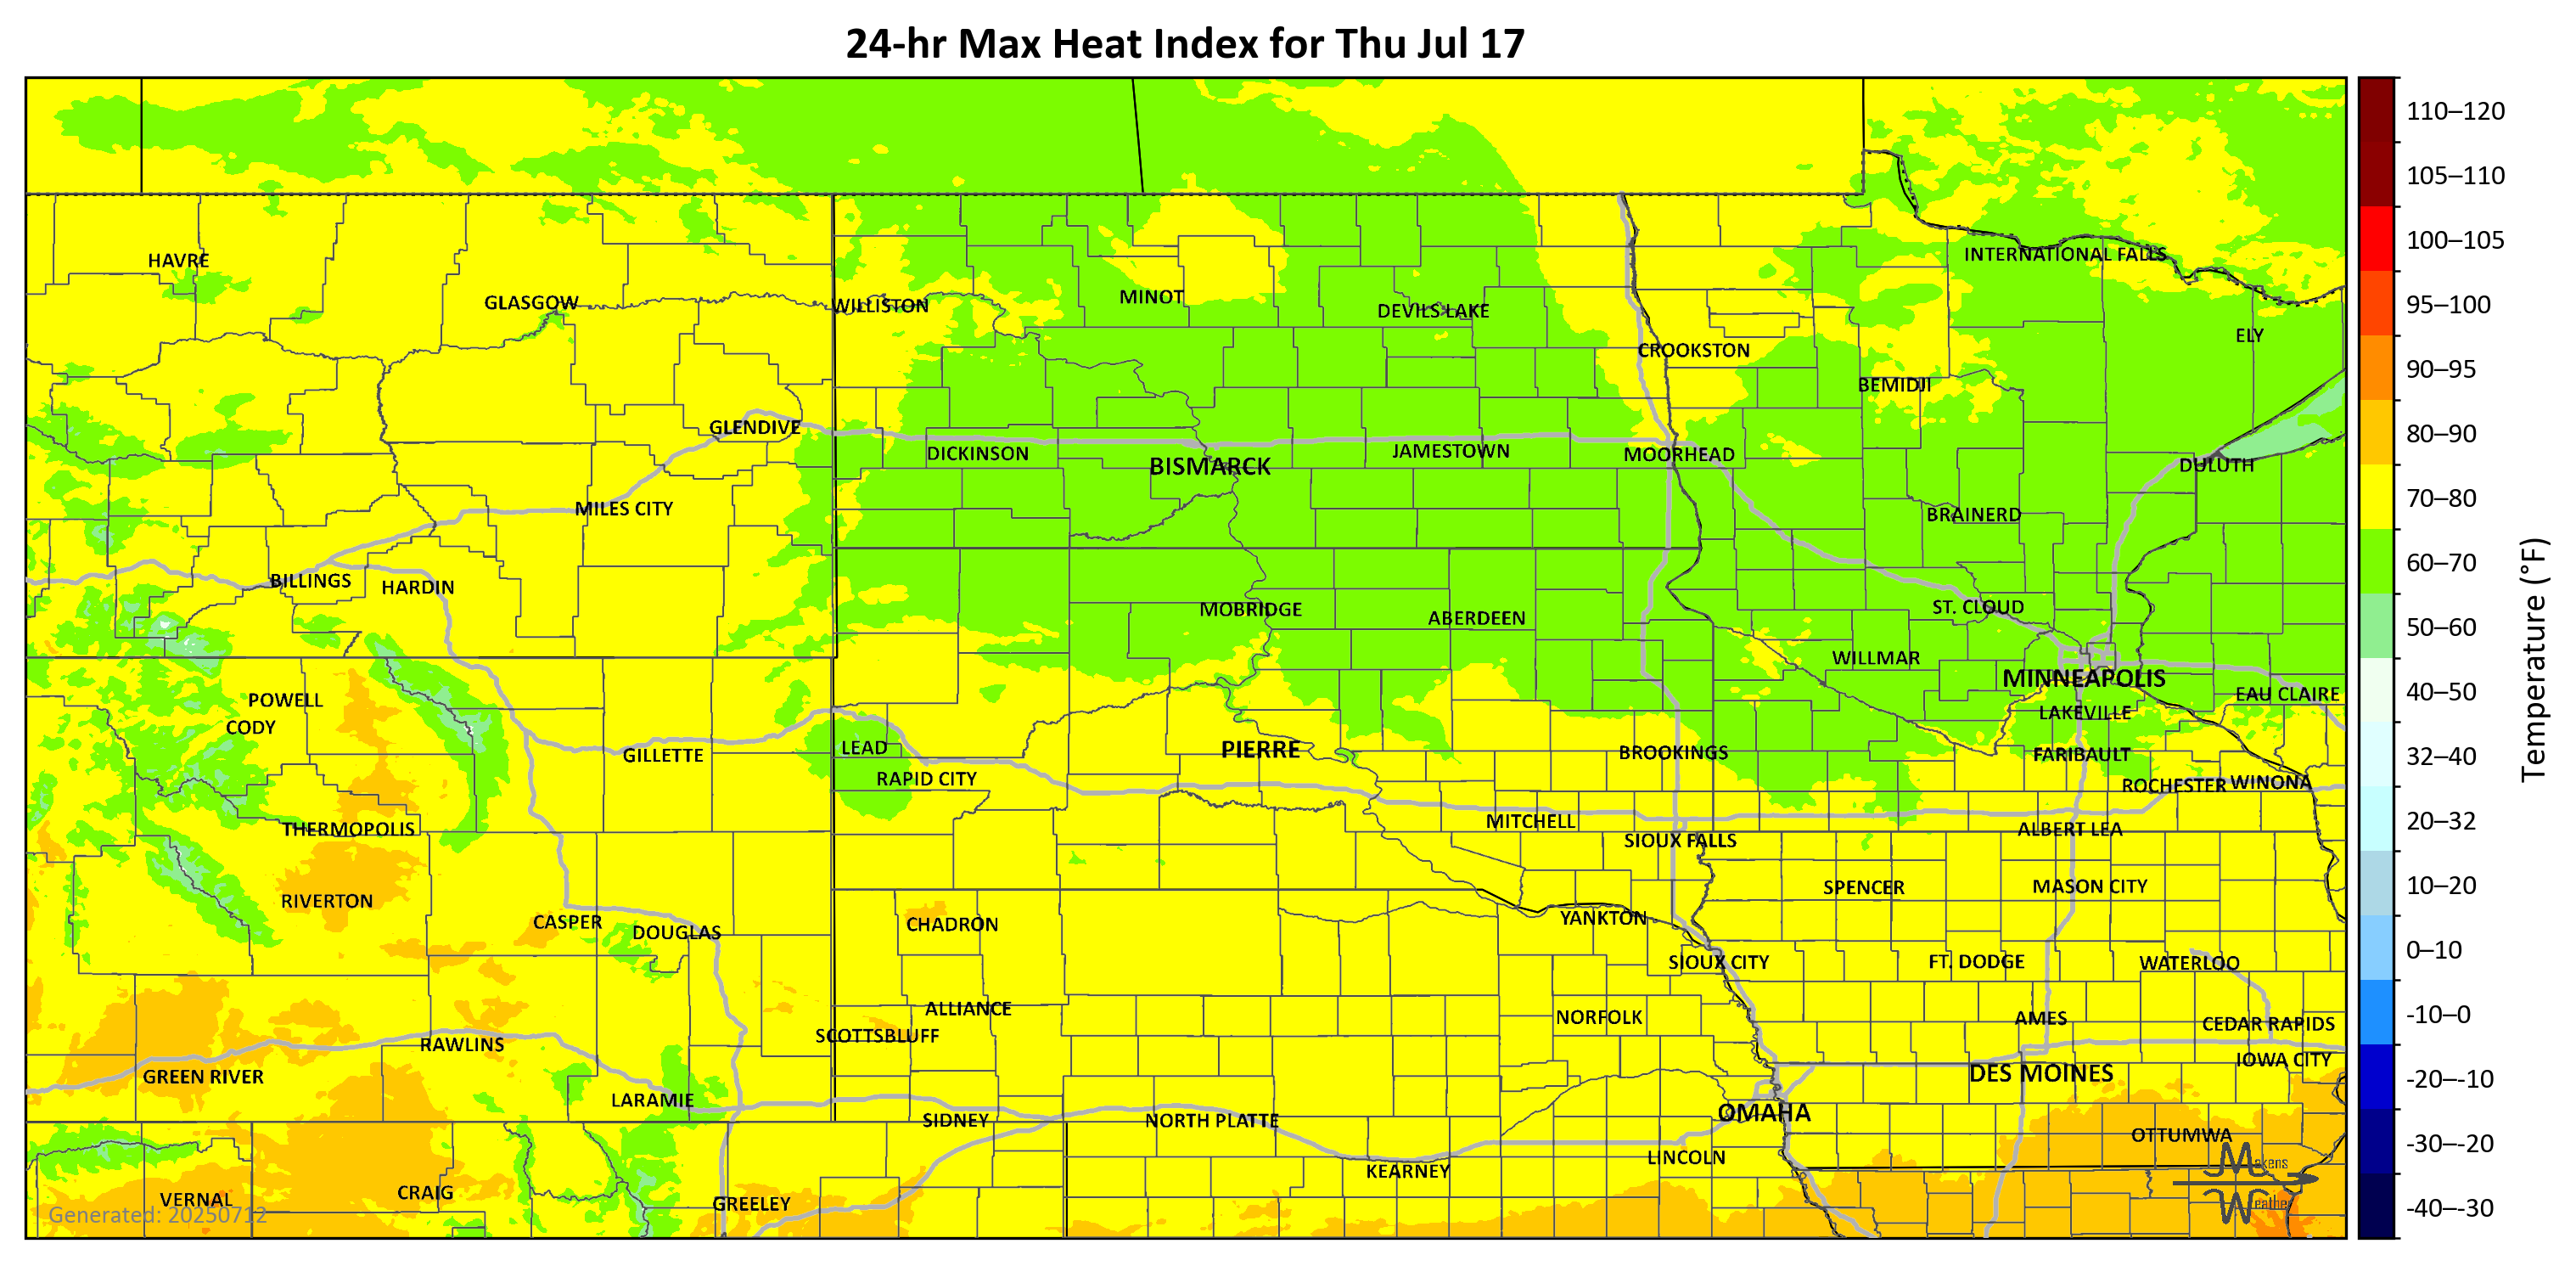 24-hr Max Heat Index for Thu Jul 17
HAVRE
GLASGOW
WILLISTON
MINOT
DEVILS LAKE
INTERNATIONAL FALLS
ELY
CROOKSTON
BEMIDJI
GLENDIVE
DICKINSON
BISMARCK
JAMESTOWN
MOORHEAD
DULUTH
MILES CITY
BRAINERD
BILLINGS
HARDIN
MOBRIDGE
ABERDEEN
ST. CLOUD
WILLMAR
MINNEAPOLIS
EAU CLAIRE
POWELL
CODY
LAKEVILLE
GILLETTE
LEAD
PIERRE
BROOKINGS
FARIBAULT
RAPID CITY
ROCHESTER
WINONA
THERMOPOLIS
MITCHELL
SIOUX FALLS
ALBERT LEA
RIVERTON
SPENCER
MASON CITY
CASPER
DOUGLAS
CHADRON
YANKTON
SIOUX CITY
FT. DODGE
WATERLOO
ALLIANCE
NORFOLK
AMES
CEDAR RAPIDS
SCOTTSBLUFF
RAWLINS
IOWA CITY
GREEN RIVER
DES MOINES
LARAMIE
SIDNEY
NORTH PLATTE
OMAHA
OTTUMWA
LINCOLN
KEARNEY
VERNAL
CRAIG
GREELEY
Generated: 20250712
Makens
Weather
110–120
105–110
100–105
95–100
90–95
80–90
70–80
60–70
50–60
40–50
32–40
20–32
10–20
0–10
-10–0
-20–-10
-30–-20
-40–-30
Temperature (°F)